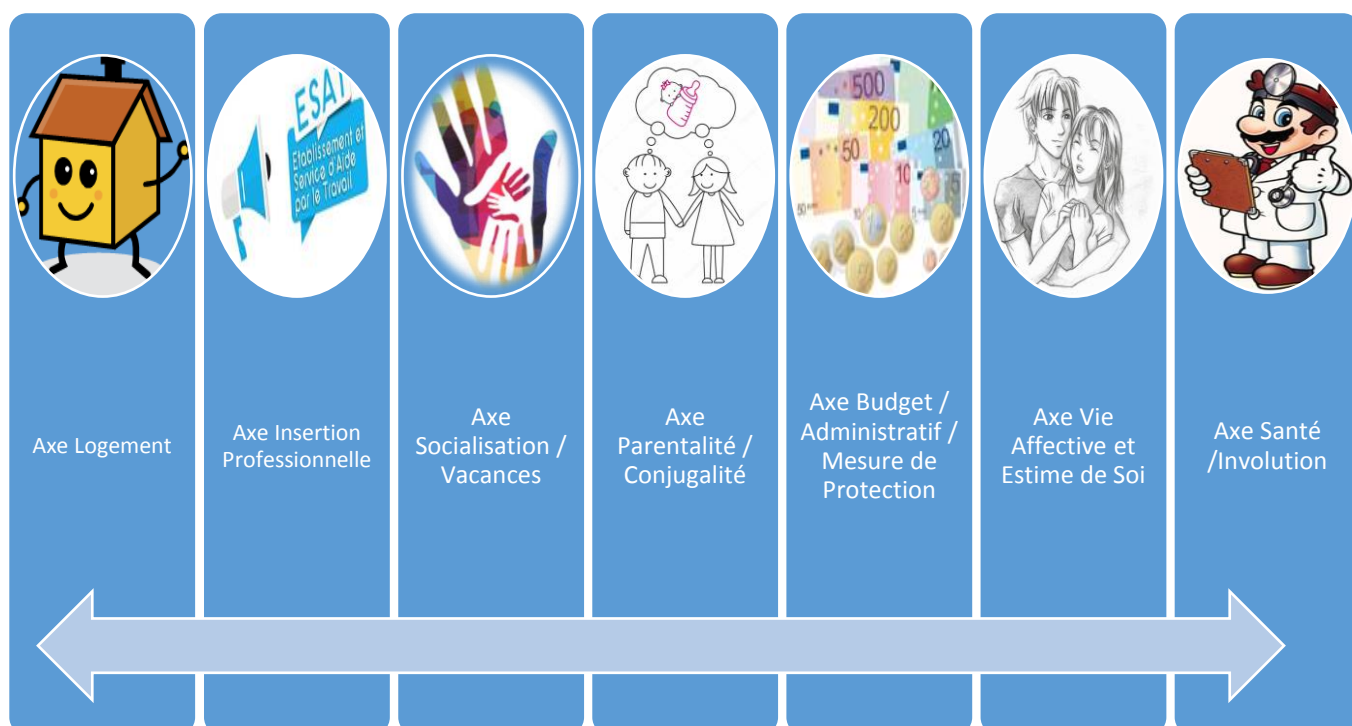 Axe Logement
ESAT
Etablissement et
Service d'Aide
par le Travail
Axe Insertion
Professionnelle
Axe
Socialisation /
Vacances
Axe
Parentalité /
Conjugalité
500
200
50
20
10
5
Axe Budget /
Administratif /
Mesure de
Protection
Axe Vie
Affective et
Estime de Soi
Axe Santé
/Involution